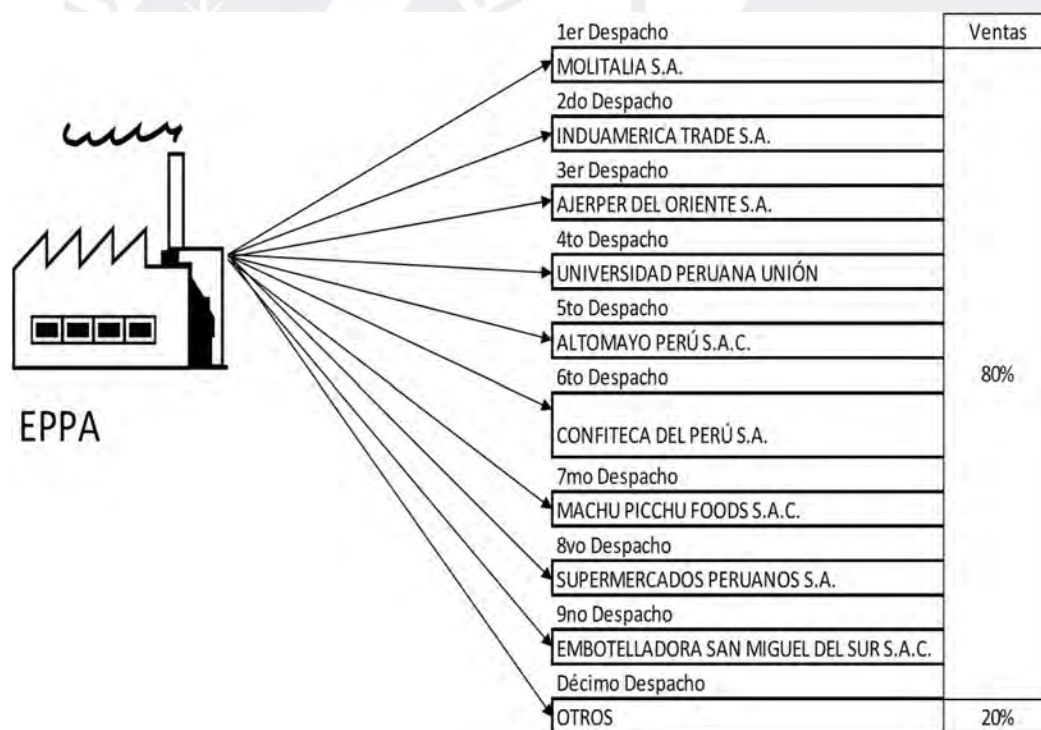 1er Despacho
Ventas
MOLITALIA S.A.
2do Despacho
INDUAMERICA TRADE S.A.
3er Despacho
AJERPER DEL ORIENTE S.A.
4to Despacho
UNIVERSIDAD PERUANA UNIÓN
5to Despacho
ALTOMAYO PERÚ S.A.C.
6to Despacho
80%
CONFITECA DEL PERÚ S.A.
7mo Despacho
MACHU PICCHU FOODS S.A.C.
8vo Despacho
SUPERMERCADOS PERUANOS S.A.
9no Despacho
EMBOTELLADORA SAN MIGUEL DEL SUR S.A.C.
Décimo Despacho
OTROS
20%
EPPA